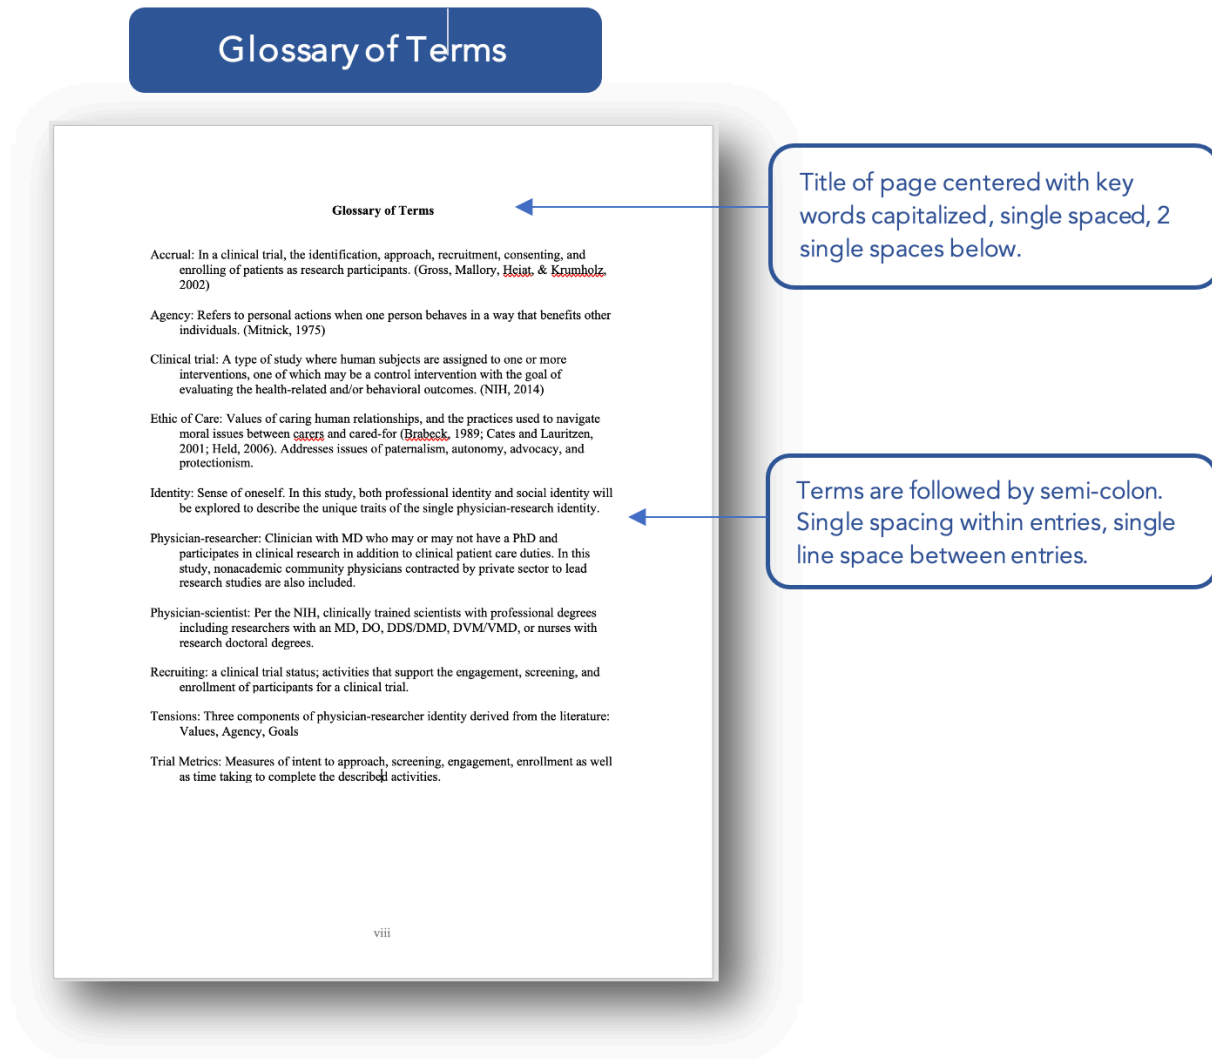 Glossary of Terms
Glossary of Terms
Accrual: In a clinical trial, the identification, approach, recruitment, consenting, and
enrolling of patients as research participants. (Gross, Mallory, Heiat, & Krumholz,
2002)
Agency: Refers to personal actions when one person behaves in a way that benefits other
individuals. (Mitnick, 1975)
Clinical trial: A type of study where human subjects are assigned to one or more
interventions, one of which may be a control intervention with the goal of
evaluating the health-related and/or behavioral outcomes. (NIH, 2014)
Ethic of Care: Values of caring human relationships, and the practices used to navigate
moral issues between carers and cared-for (Brabeck, 1989; Cates and Lauritzen,
2001; Held, 2006). Addresses issues of paternalism, autonomy, advocacy, and
protectionism.
Identity: Sense of oneself. In this study, both professional identity and social identity will
be explored to describe the unique traits of the single physician-research identity.
Physician-researcher: Clinician with MD who may or may not have a PhD and
participates in clinical research in addition to clinical patient care duties. In this
study, nonacademic community physicians contracted by private sector to lead
research studies are also included.
Physician-scientist: Per the NIH, clinically trained scientists with professional degrees
including researchers with an MD, DO, DDS/DMD, DVM/VMD, or nurses with
research doctoral degrees.
Recruiting: a clinical trial status; activities that support the engagement, screening, and
enrollment of participants for a clinical trial.
Tensions: Three components of physician-researcher identity derived from the literature:
Values, Agency, Goals
Trial Metrics: Measures of intent to approach, screening, engagement, enrollment as well
as time taking to complete the described activities.
viii
Title of page centered with key
words capitalized, single spaced, 2
single spaces below.
Terms are followed by semi-colon.
Single spacing within entries, single
line space between entries.